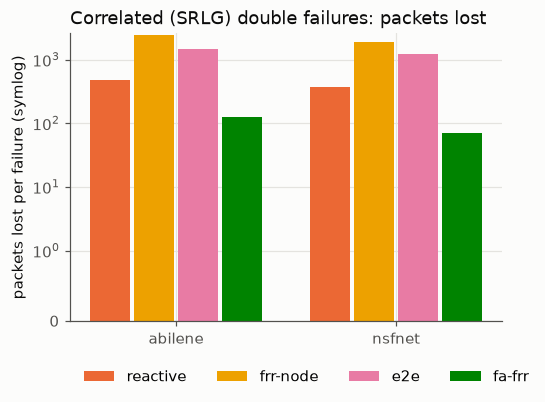 Correlated (SRLG) double failures: packets lost
packets lost per failure (symlog)
10³
10²
10¹
10⁰
0
abilene nsfnet
reactive frr-node e2e fa-frr